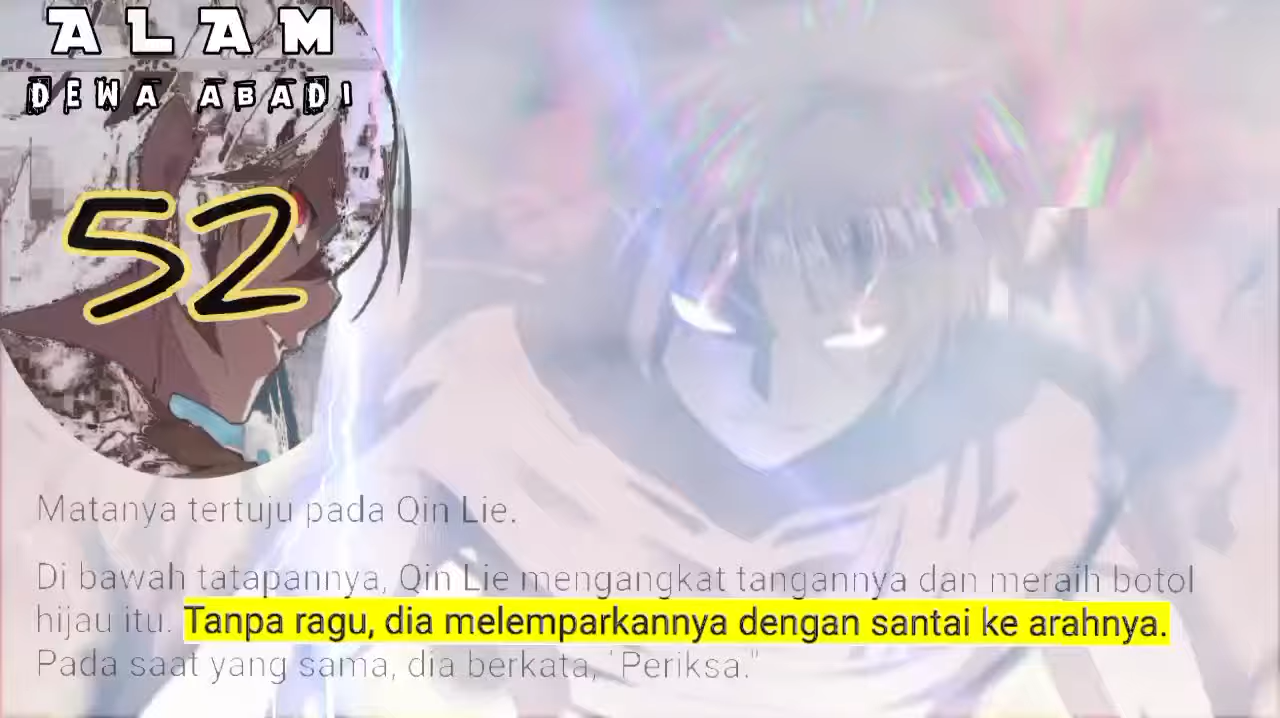 ALAM
DEWA ABADI
52
Matanya tertuju pada Qin Lie.
Di bawah tatapannya, Qin Lie mengangkat tangannya dan meraih botol
hijau itu. Tanpa ragu, dia melemparkannya dengan santai ke arahnya.
Pada saat yang sama, dia berkata, 'Periksa."